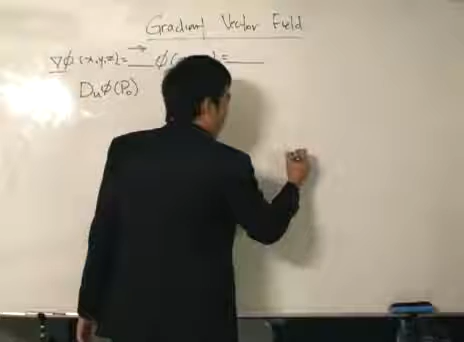 Gradient Vector Field
∇φ(x,y,z)=___ → φ( )=___
Duφ(P₀)